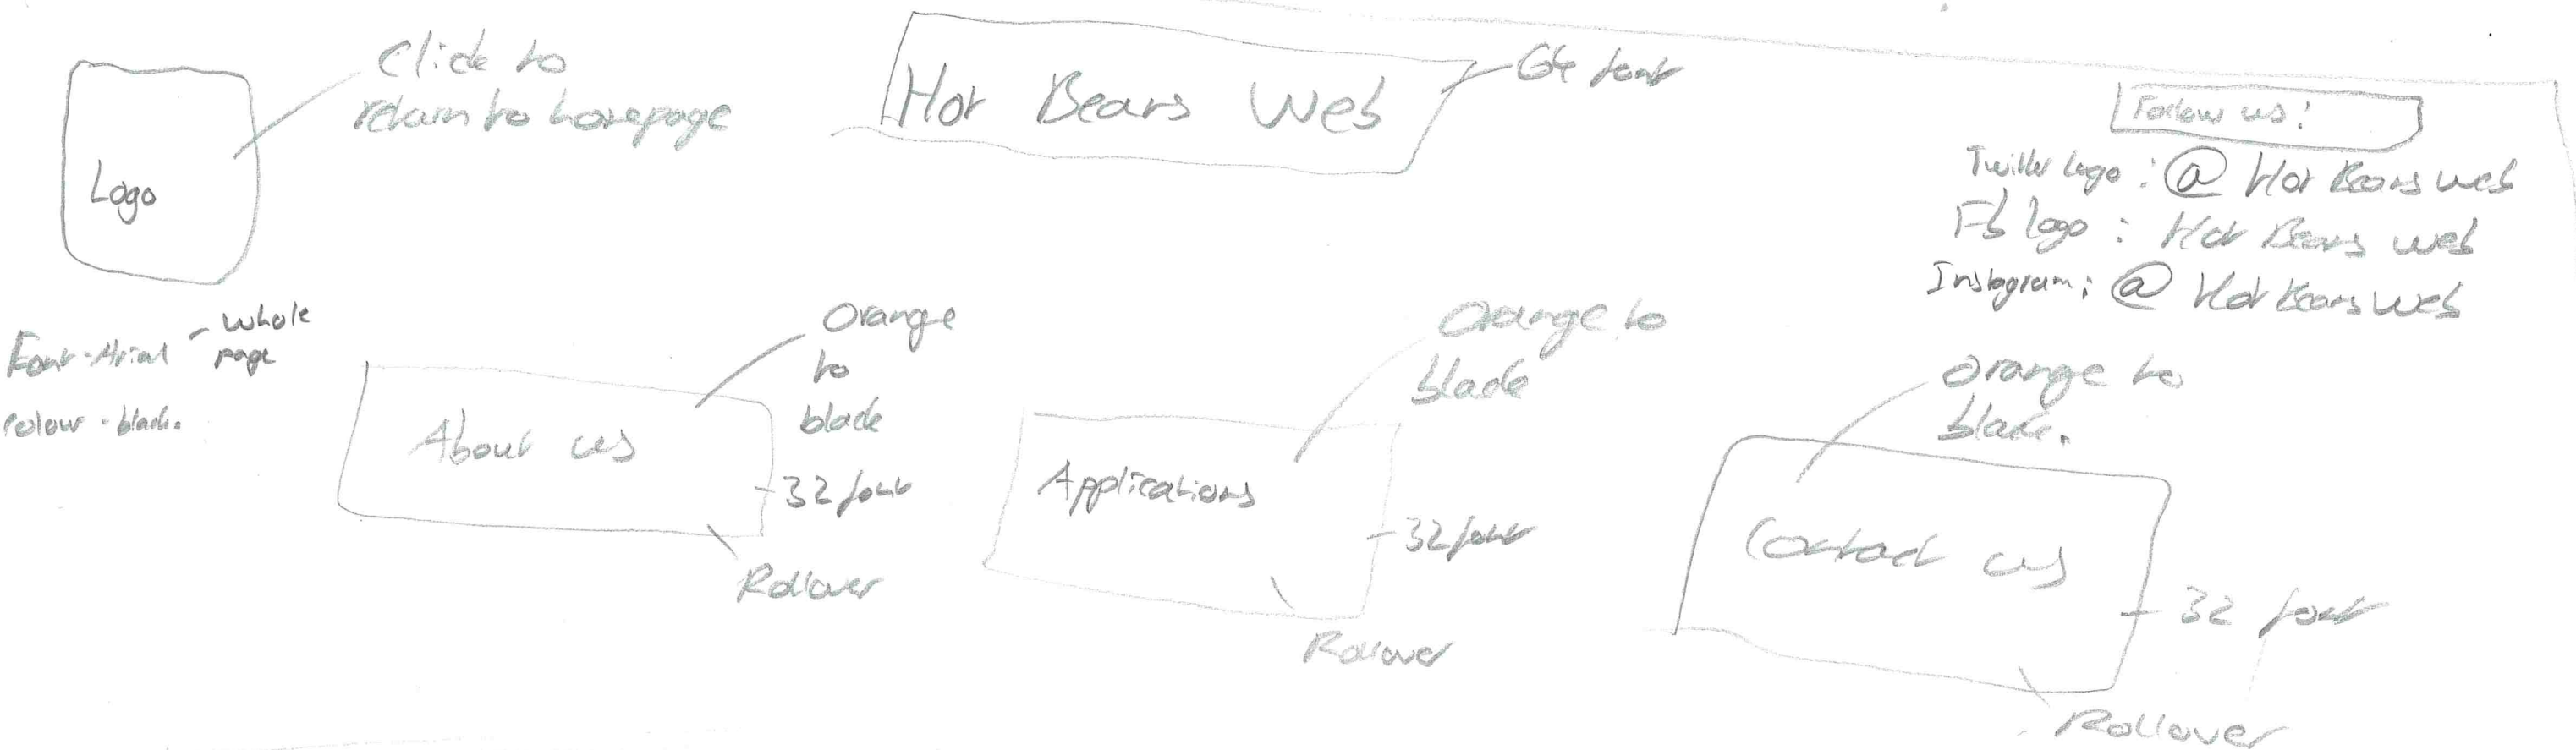 Click to
return to homepage
Logo
Hot Bears Web
64 font
Follow us:
Twitter logo : @ Hot Bears web
Fb logo : Hot Bears web
Instagram: @ Hot Bears Web
Font - Arial - whole
page
colour - black.
Orange
to
black
About us
32 font
Rollover
Orange to
black
Applications
32 font
Rollover
Orange to
black.
Contact us
32 font
Rollover